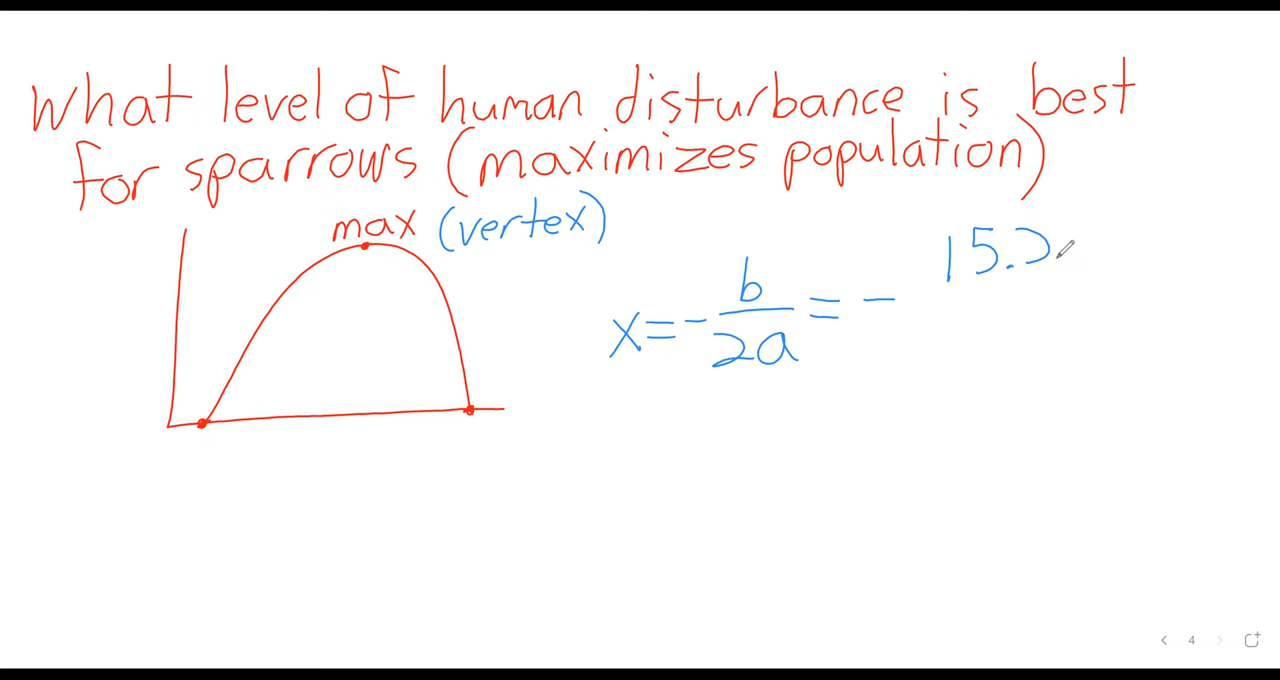 What level of human disturbance is best
for sparrows (maximizes population)
max (vertex)
x = - b/2a = - 15.2
4